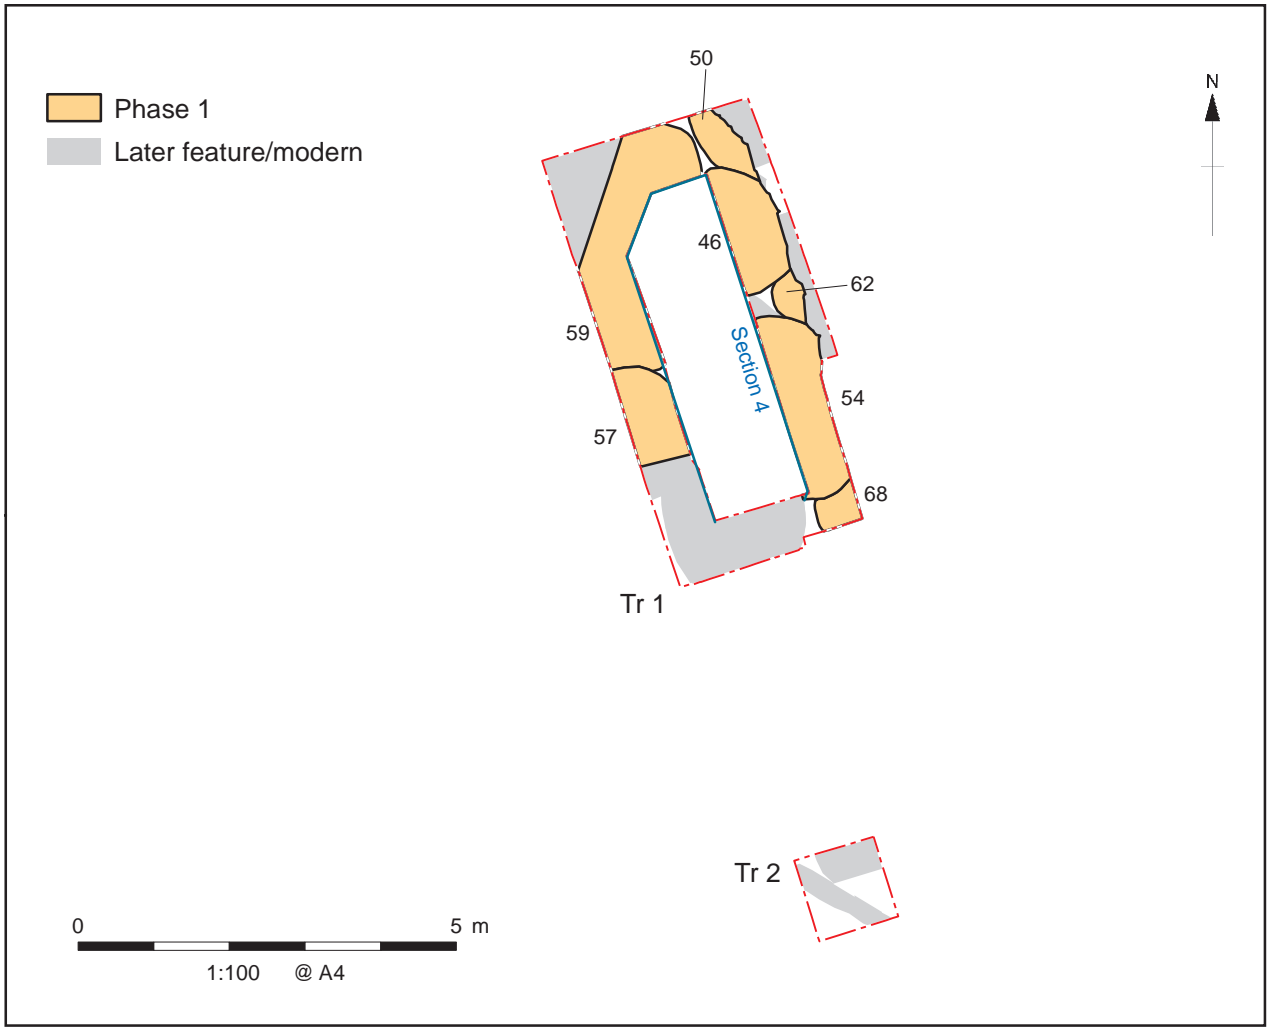 50
N
Phase 1
Later feature/modern
46
62
59
Section 4
54
57
68
Tr 1
Tr 2
0 5 m
1:100 @ A4